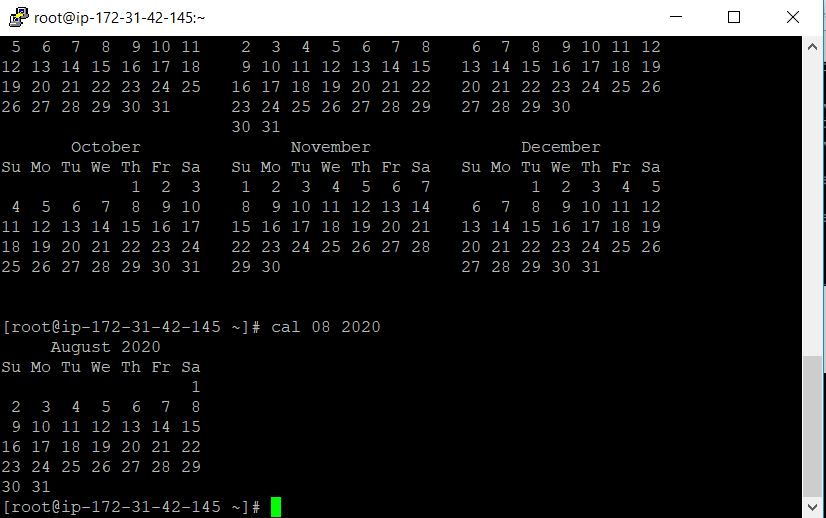 root@ip-172-31-42-145:~
 5  6  7  8  9 10 11    2  3  4  5  6  7  8    6  7  8  9 10 11 12
12 13 14 15 16 17 18    9 10 11 12 13 14 15   13 14 15 16 17 18 19
19 20 21 22 23 24 25   16 17 18 19 20 21 22   20 21 22 23 24 25 26
26 27 28 29 30 31      23 24 25 26 27 28 29   27 28 29 30
                       30 31
       October               November               December
Su Mo Tu We Th Fr Sa   Su Mo Tu We Th Fr Sa   Su Mo Tu We Th Fr Sa
             1  2  3    1  2  3  4  5  6  7          1  2  3  4  5
 4  5  6  7  8  9 10    8  9 10 11 12 13 14    6  7  8  9 10 11 12
11 12 13 14 15 16 17   15 16 17 18 19 20 21   13 14 15 16 17 18 19
18 19 20 21 22 23 24   22 23 24 25 26 27 28   20 21 22 23 24 25 26
25 26 27 28 29 30 31   29 30                  27 28 29 30 31
[root@ip-172-31-42-145 ~]# cal 08 2020
     August 2020
Su Mo Tu We Th Fr Sa
                   1
 2  3  4  5  6  7  8
 9 10 11 12 13 14 15
16 17 18 19 20 21 22
23 24 25 26 27 28 29
30 31
[root@ip-172-31-42-145 ~]#